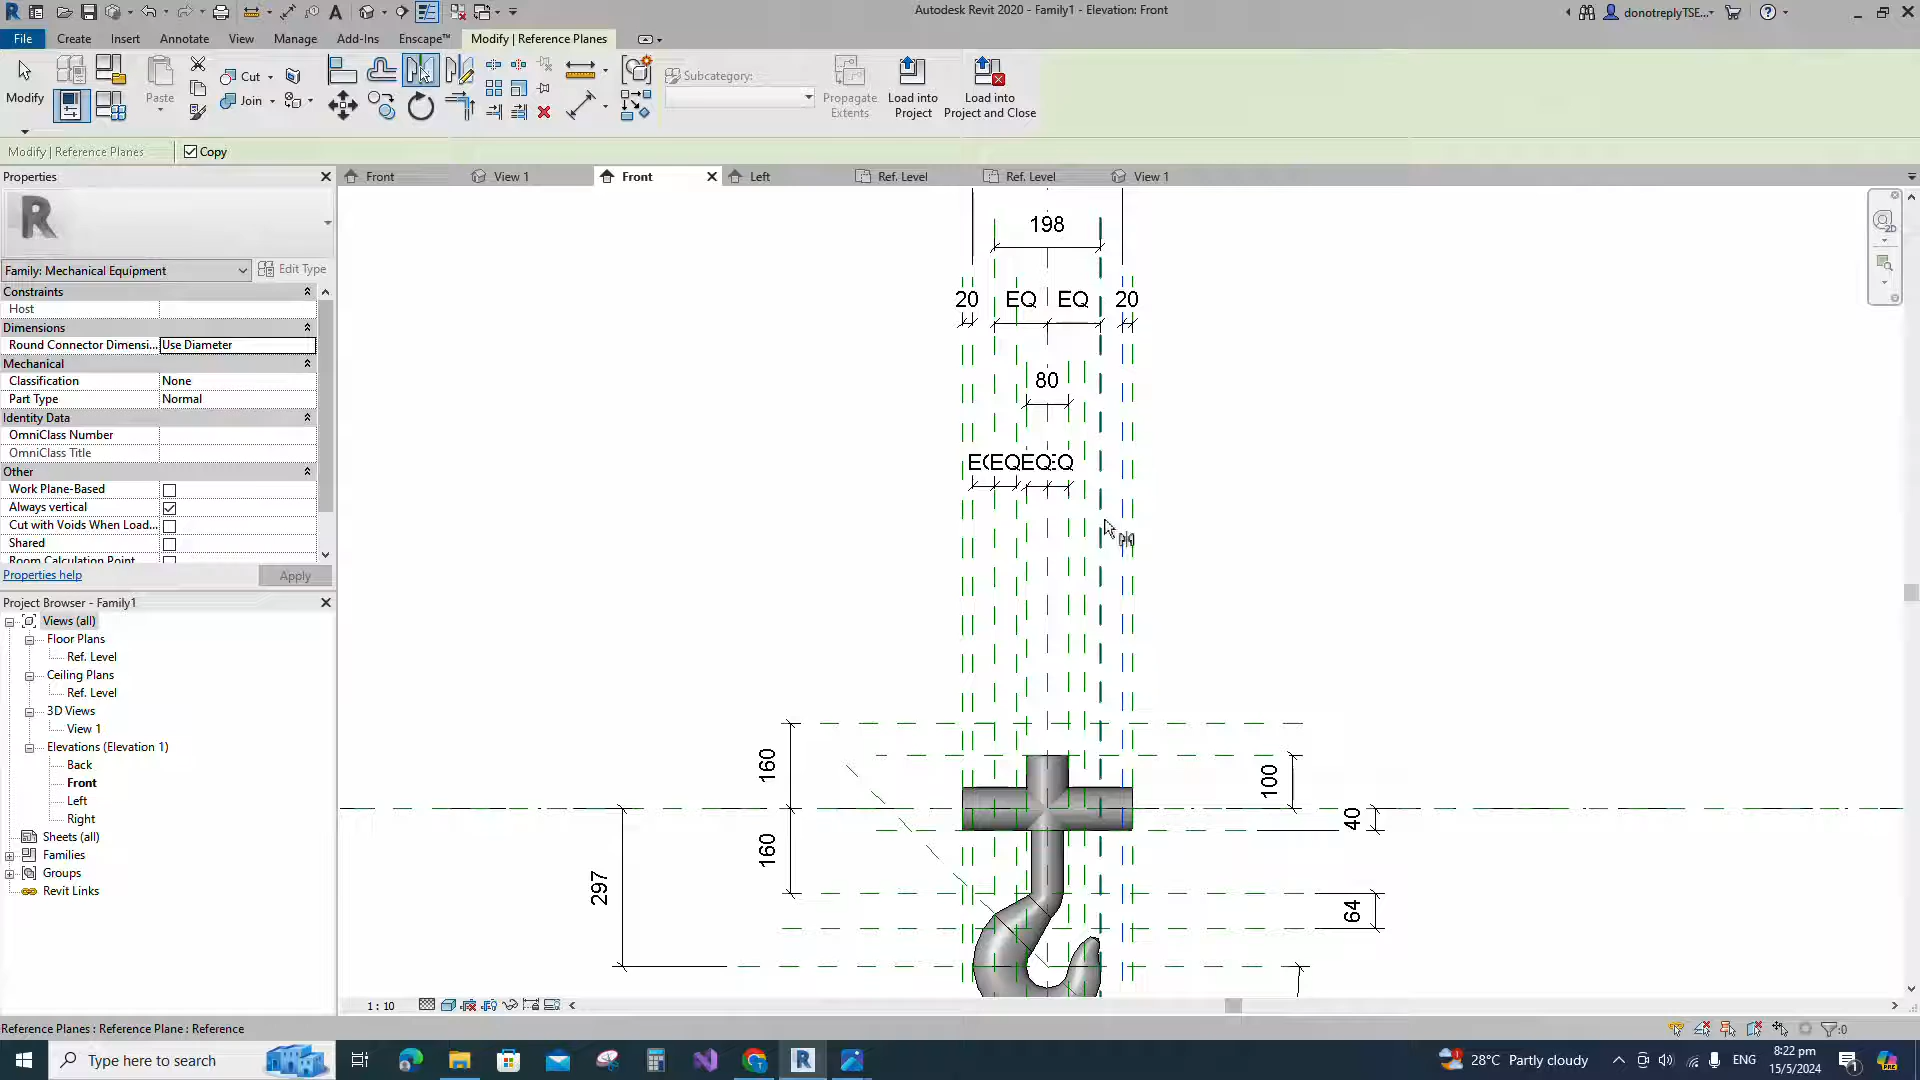 Autodesk Revit 2020 - Family1 - Elevation: Front
donotreplyTSE...
File Create Insert Annotate View Manage Add-Ins Enscape™ Modify | Reference Planes
Modify
Paste
Cut
Join
Subcategory:
Propagate Extents
Load into Project
Load into Project and Close
Modify | Reference Planes
Copy
Properties
Front
View 1
Front
Left
Ref. Level
Ref. Level
View 1
Family: Mechanical Equipment
Edit Type
Constraints
Host
Dimensions
Round Connector Dimensi... Use Diameter
Mechanical
Classification None
Part Type Normal
Identity Data
OmniClass Number
OmniClass Title
Other
Work Plane-Based
Always vertical
Cut with Voids When Load...
Shared
Room Calculation Point
Properties help
Apply
Project Browser - Family1
Views (all)
Floor Plans
Ref. Level
Ceiling Plans
Ref. Level
3D Views
View 1
Elevations (Elevation 1)
Back
Front
Left
Right
Sheets (all)
Families
Groups
Revit Links
198
20 EQ EQ 20
80
EQ EQ EQ
160
100
40
160
297
64
1 : 10
Reference Planes : Reference Plane : Reference
:0
Type here to search
28°C Partly cloudy
ENG
8:22 pm
15/5/2024
1